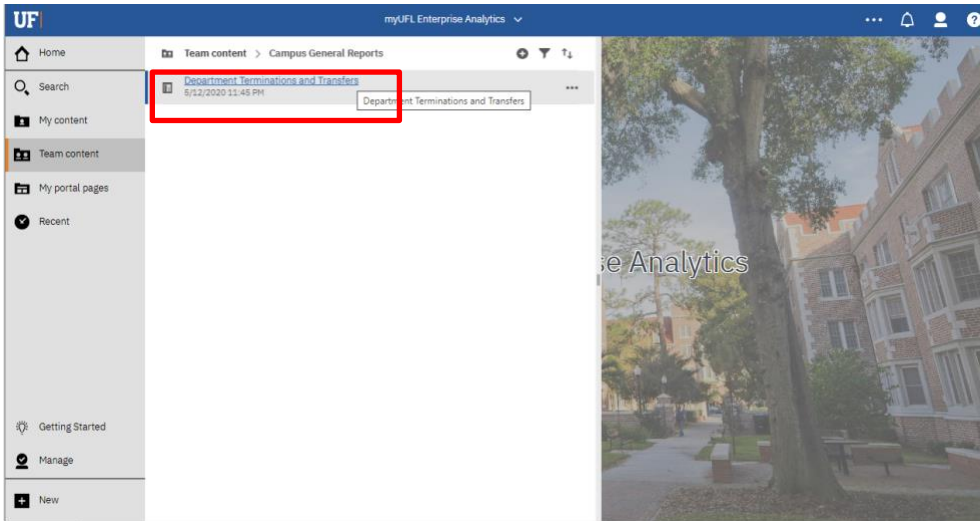 UF
myUFL Enterprise Analytics
Home
Search
My content
Team content
My portal pages
Recent
Getting Started
Manage
New
Team content > Campus General Reports
Department Terminations and Transfers
5/12/2020 11:45 PM
Department Terminations and Transfers
se Analytics